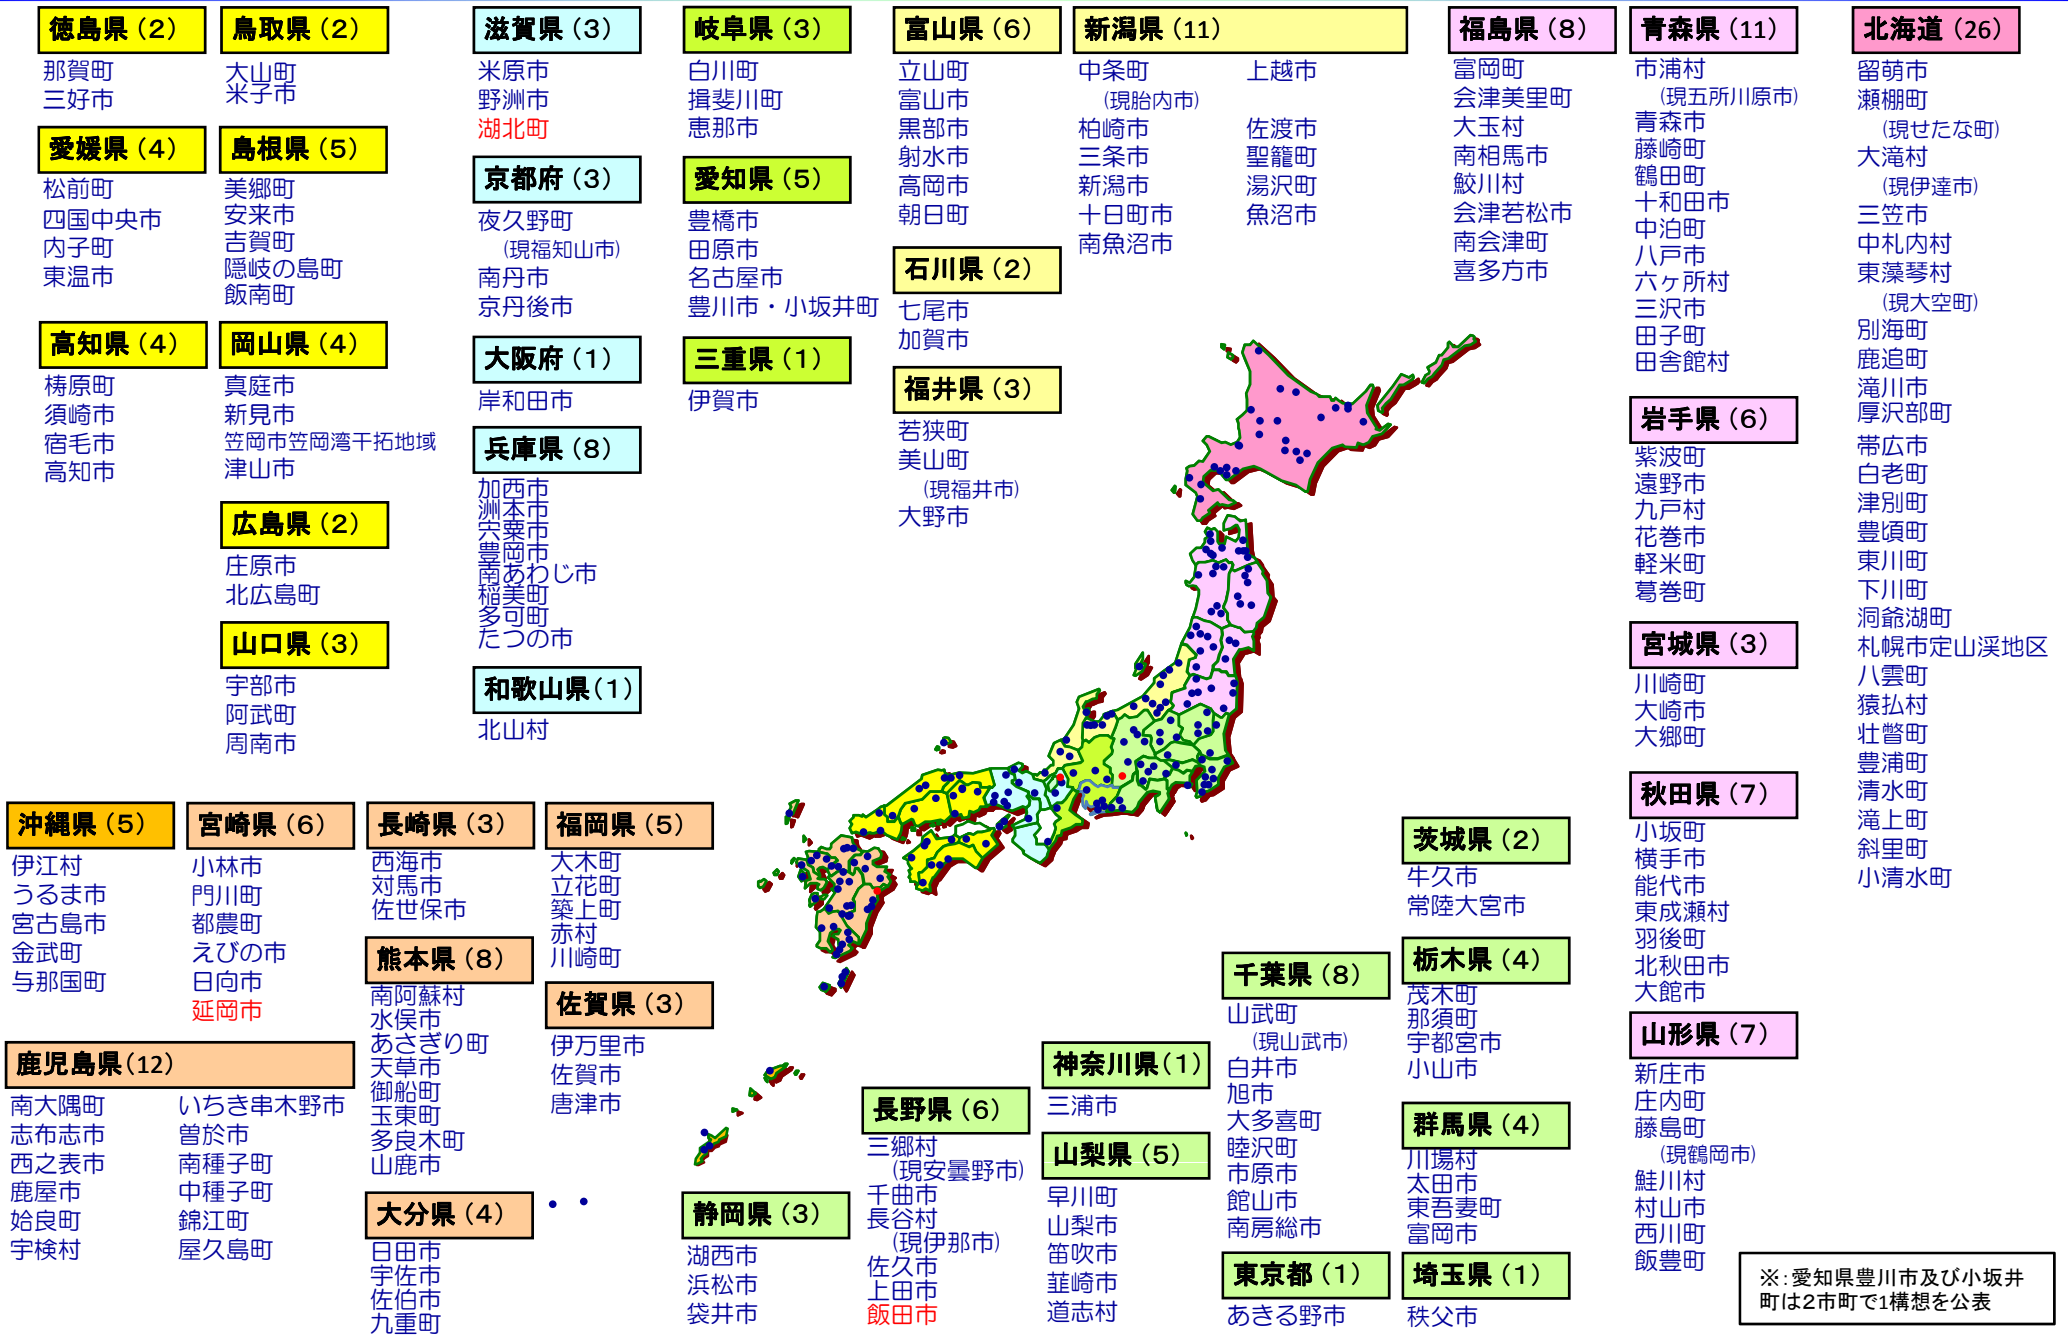 徳島県（2）
那賀町
三好市
愛媛県（4）
松前町
四国中央市
内子町
東温市
高知県（4）
梼原町
須崎市
宿毛市
高知市
鳥取県（2）
大山町
米子市
島根県（5）
美郷町
安来市
吉賀町
隠岐の島町
飯南町
岡山県（4）
真庭市
新見市
笠岡市笠岡湾干拓地域
津山市
広島県（2）
庄原市
北広島町
山口県（3）
宇部市
阿武町
周南市
滋賀県（3）
米原市
野洲市
湖北町
京都府（3）
夜久野町
（現福知山市）
南丹市
京丹後市
大阪府（1）
岸和田市
兵庫県（8）
加西市
洲本市
宍粟市
豊岡市
南あわじ市
稲美町
多可町
たつの市
和歌山県（1）
北山村
岐阜県（3）
白川町
揖斐川町
恵那市
愛知県（5）
豊橋市
田原市
名古屋市
豊川市・小坂井町
三重県（1）
伊賀市
富山県（6）
立山町
富山市
黒部市
射水市
高岡市
朝日町
石川県（2）
七尾市
加賀市
福井県（3）
若狭町
美山町
（現福井市）
大野市
新潟県（11）
中条町
（現胎内市）
柏崎市
三条市
新潟市
十日町市
南魚沼市
上越市
佐渡市
聖籠町
湯沢町
魚沼市
福島県（8）
富岡町
会津美里町
大玉村
南相馬市
鮫川村
会津若松市
南会津町
喜多方市
青森県（11）
市浦村
（現五所川原市）
青森市
藤崎町
鶴田町
十和田市
中泊町
八戸市
六ヶ所村
三沢市
田子町
田舎館村
岩手県（6）
紫波町
遠野市
九戸村
花巻市
軽米町
葛巻町
宮城県（3）
川崎町
大崎市
大郷町
秋田県（7）
小坂町
横手市
能代市
東成瀬村
羽後町
北秋田市
大館市
山形県（7）
新庄市
庄内町
藤島町
（現鶴岡市）
鮭川村
村山市
西川町
飯豊町
北海道（26）
留萌市
瀬棚町
（現せたな町）
大滝村
（現伊達市）
三笠市
中札内村
東藻琴村
（現大空町）
別海町
鹿追町
滝川市
厚沢部町
帯広市
白老町
津別町
豊頃町
東川町
下川町
洞爺湖町
札幌市定山渓地区
八雲町
猿払村
壮瞥町
豊浦町
清水町
滝上町
斜里町
小清水町
沖縄県（5）
伊江村
うるま市
宮古島市
金武町
与那国町
宮崎県（6）
小林市
門川町
都農町
えびの市
日向市
延岡市
鹿児島県（12）
南大隅町
志布志市
西之表市
鹿屋市
姶良町
宇検村
いちき串木野市
曽於市
南種子町
中種子町
錦江町
屋久島町
長崎県（3）
西海市
対馬市
佐世保市
熊本県（8）
南阿蘇村
水俣市
あさぎり町
天草市
御船町
玉東町
多良木町
山鹿市
大分県（4）
日田市
宇佐市
佐伯市
九重町
福岡県（5）
大木町
立花町
築上町
赤村
川崎町
佐賀県（3）
伊万里市
佐賀市
唐津市
静岡県（3）
湖西市
浜松市
袋井市
長野県（6）
三郷村
（現安曇野市）
千曲市
長谷村
（現伊那市）
佐久市
上田市
飯田市
神奈川県（1）
三浦市
山梨県（5）
早川町
山梨市
笛吹市
韮崎市
道志村
千葉県（8）
山武町
（現山武市）
白井市
旭市
大多喜町
睦沢町
市原市
館山市
南房総市
東京都（1）
あきる野市
茨城県（2）
牛久市
常陸大宮市
栃木県（4）
茂木町
那須町
宇都宮市
小山市
群馬県（4）
川場村
太田市
東吾妻町
富岡市
埼玉県（1）
秩父市
※：愛知県豊川市及び小坂井
町は2市町で1構想を公表